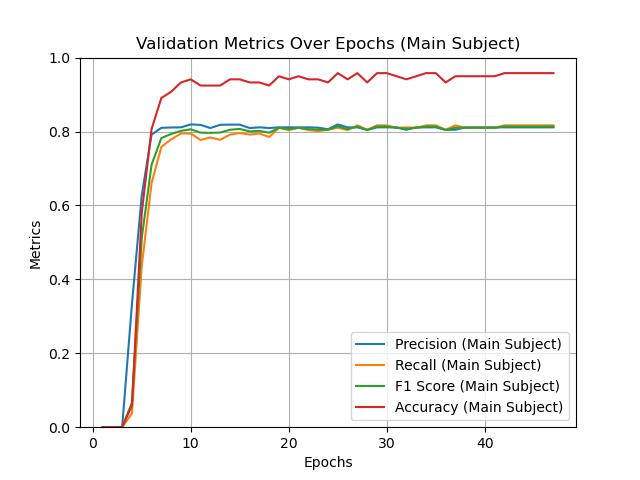 Validation Metrics Over Epochs (Main Subject)
1.0
0.8
0.6
0.4
0.2
0.0
Metrics
0
10
20
30
40
Epochs
Precision (Main Subject)
Recall (Main Subject)
F1 Score (Main Subject)
Accuracy (Main Subject)